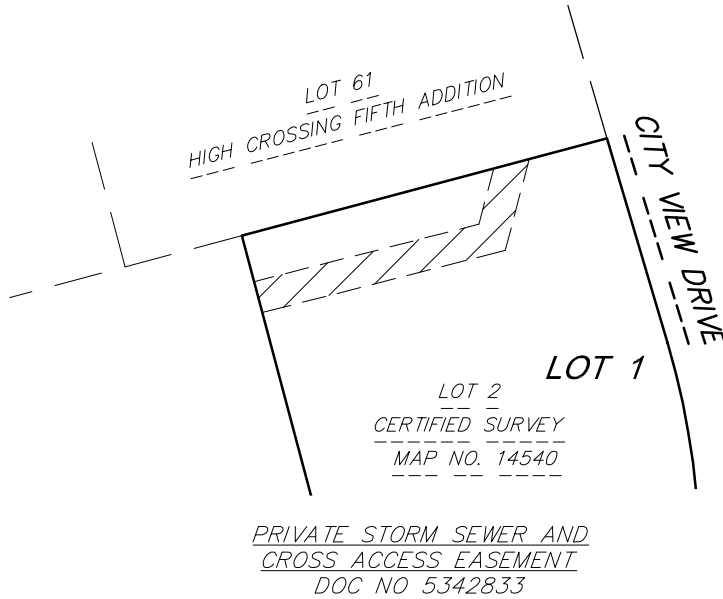 LOT 61
HIGH CROSSING FIFTH ADDITION
CITY VIEW DRIVE
LOT 1
LOT 2
CERTIFIED SURVEY
MAP NO. 14540
PRIVATE STORM SEWER AND
CROSS ACCESS EASEMENT
DOC NO 5342833